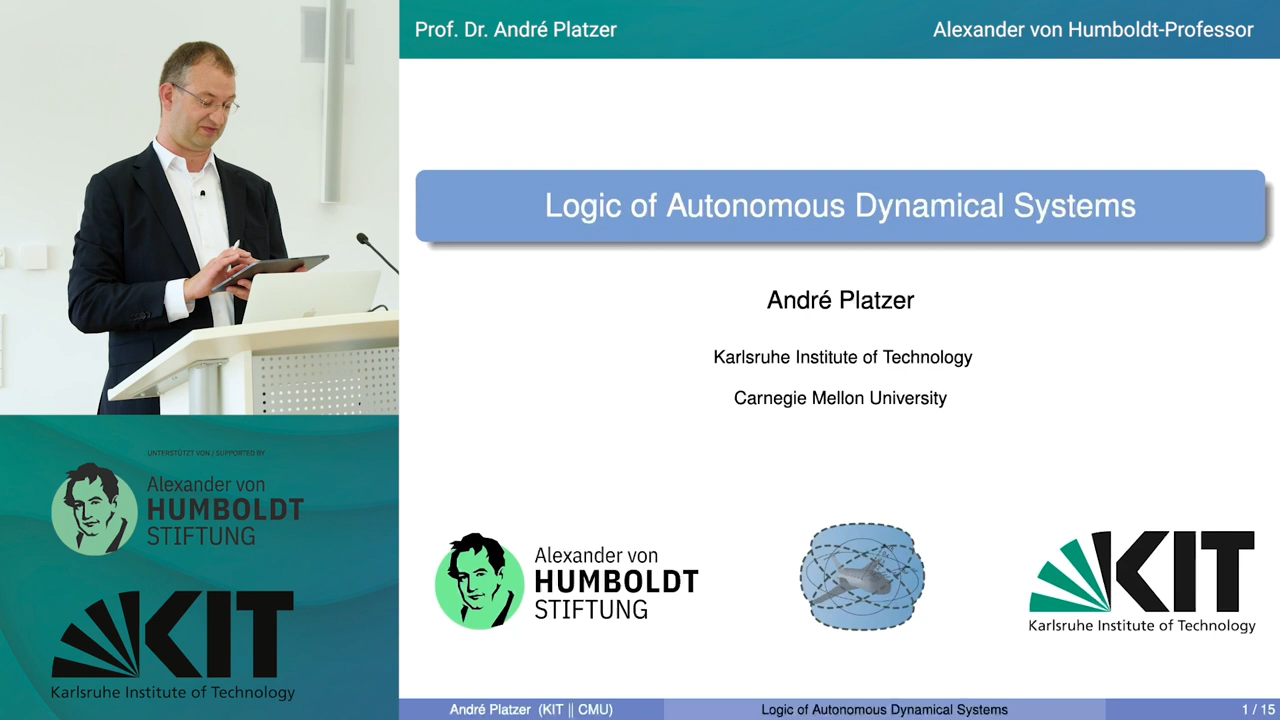 Prof. Dr. André Platzer
Alexander von Humboldt-Professor
Logic of Autonomous Dynamical Systems
André Platzer
Karlsruhe Institute of Technology
Carnegie Mellon University
Alexander von
HUMBOLDT
STIFTUNG
KIT
Karlsruhe Institute of Technology
UNTERSTÜTZT VON / SUPPORTED BY
Alexander von
HUMBOLDT
STIFTUNG
KIT
Karlsruhe Institute of Technology
André Platzer (KIT || CMU)
Logic of Autonomous Dynamical Systems
1 / 15